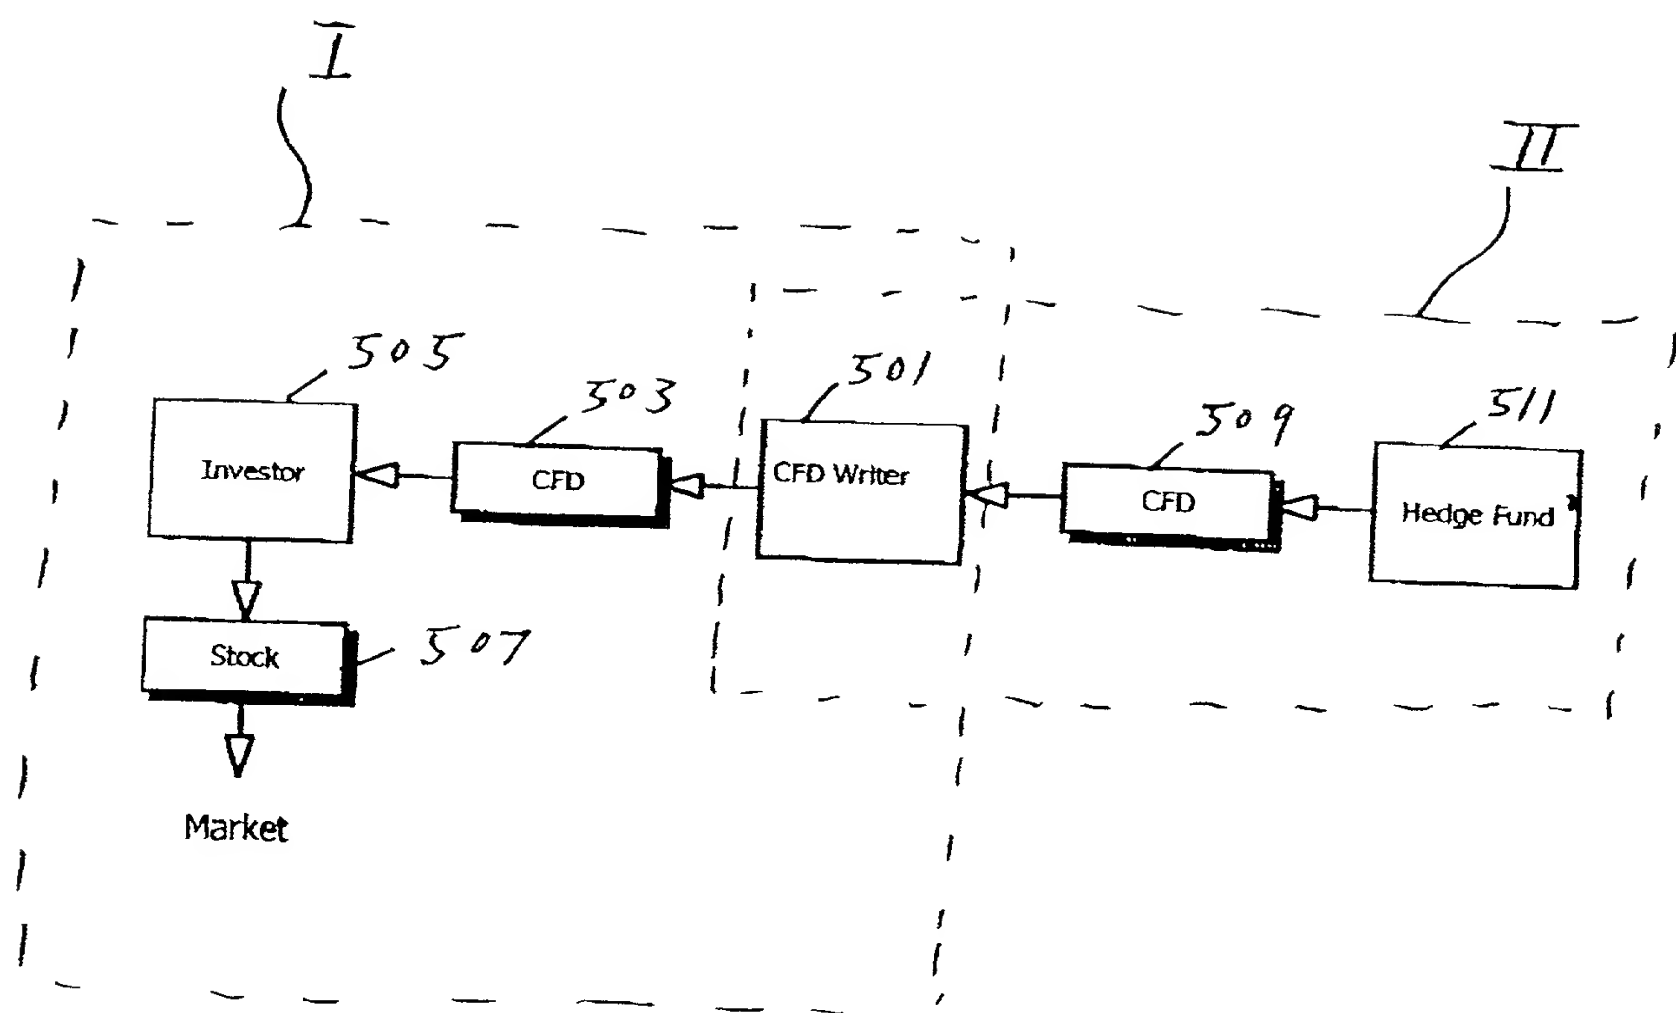 I
II
505
503
501
509
511
Investor
CFD
CFD Writer
CFD
Hedge Fund
Stock
507
Market